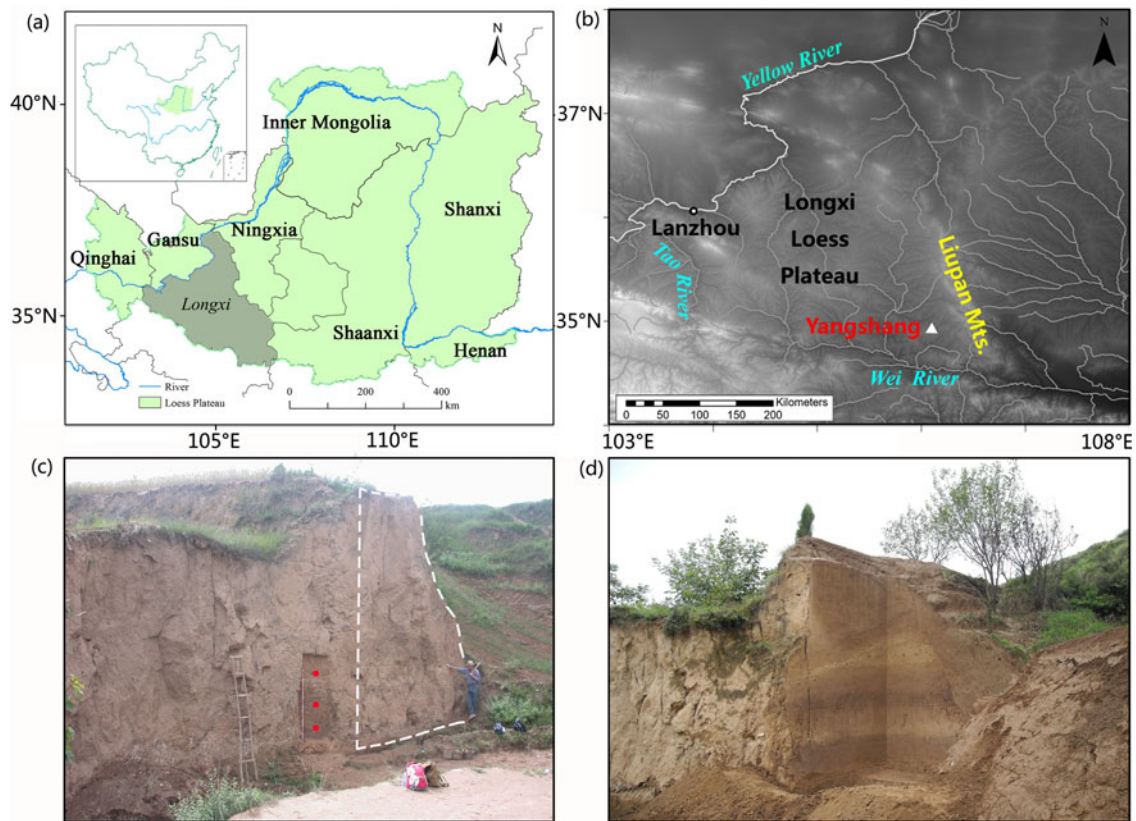 (a)
N
40°N
35°N
Inner Mongolia
Shanxi
Ningxia
Gansu
Qinghai
Longxi
Shaanxi
Henan
River
Loess Plateau
0 200 400
km
105°E 110°E
(b)
N
Yellow River
37°N
Longxi
Loess
Plateau
Lanzhou
Tao River
Liupan Mts.
35°N
Yangshang
Wei River
Kilometers
0 25 50 100 150 200
103°E 108°E
(c)
(d)